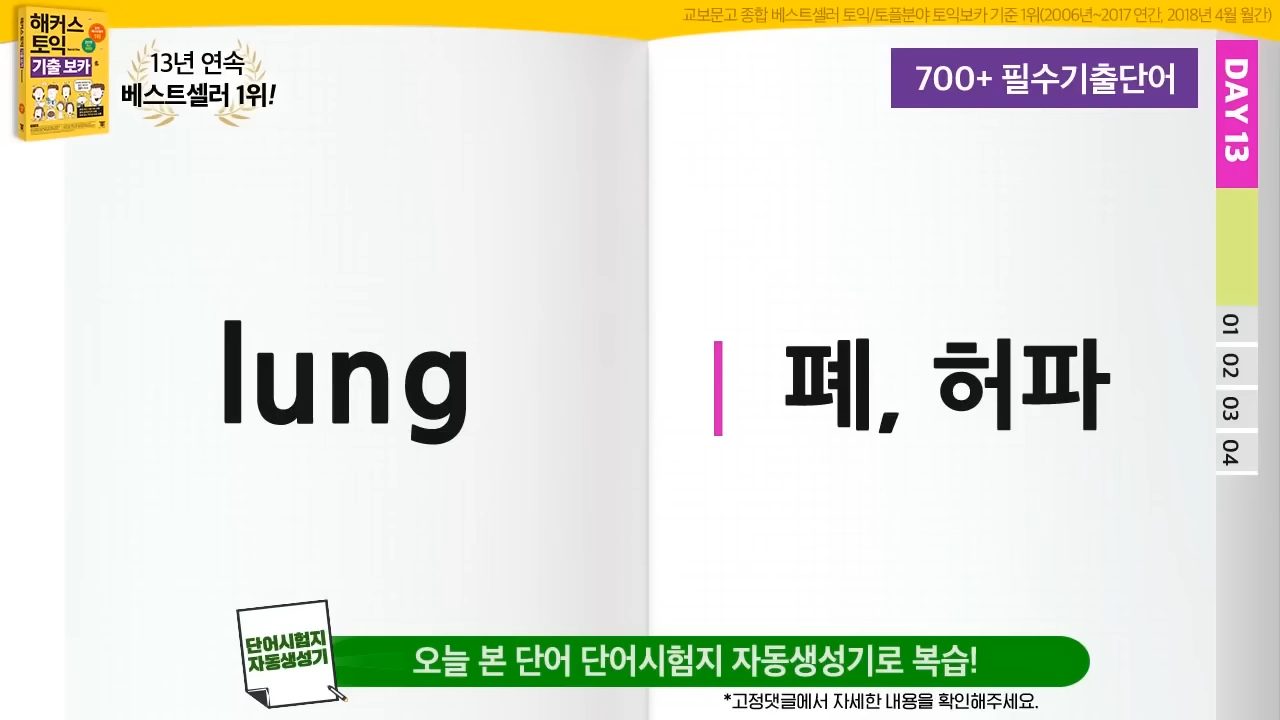 교보문고 종합 베스트셀러 토익/토플분야 토익보카 기준 1위(2006년~2017 연간, 2018년 4월 월간)
해커스
토익
기출 보카
13년 연속
베스트셀러 1위!
700+ 필수기출단어
DAY 13
01
02
03
04
lung
폐, 허파
단어시험지
자동생성기
오늘 본 단어 단어시험지 자동생성기로 복습!
*고정댓글에서 자세한 내용을 확인해주세요.